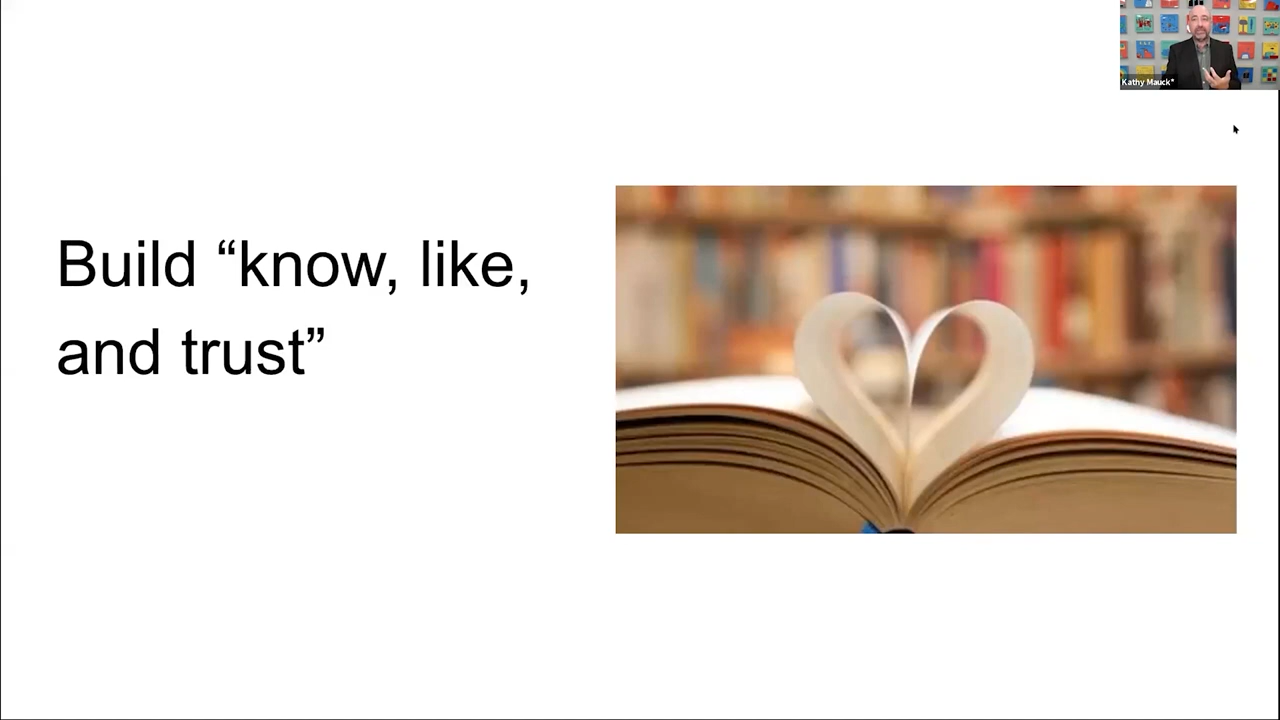 Kathy Mauck*
Build “know, like,
and trust”